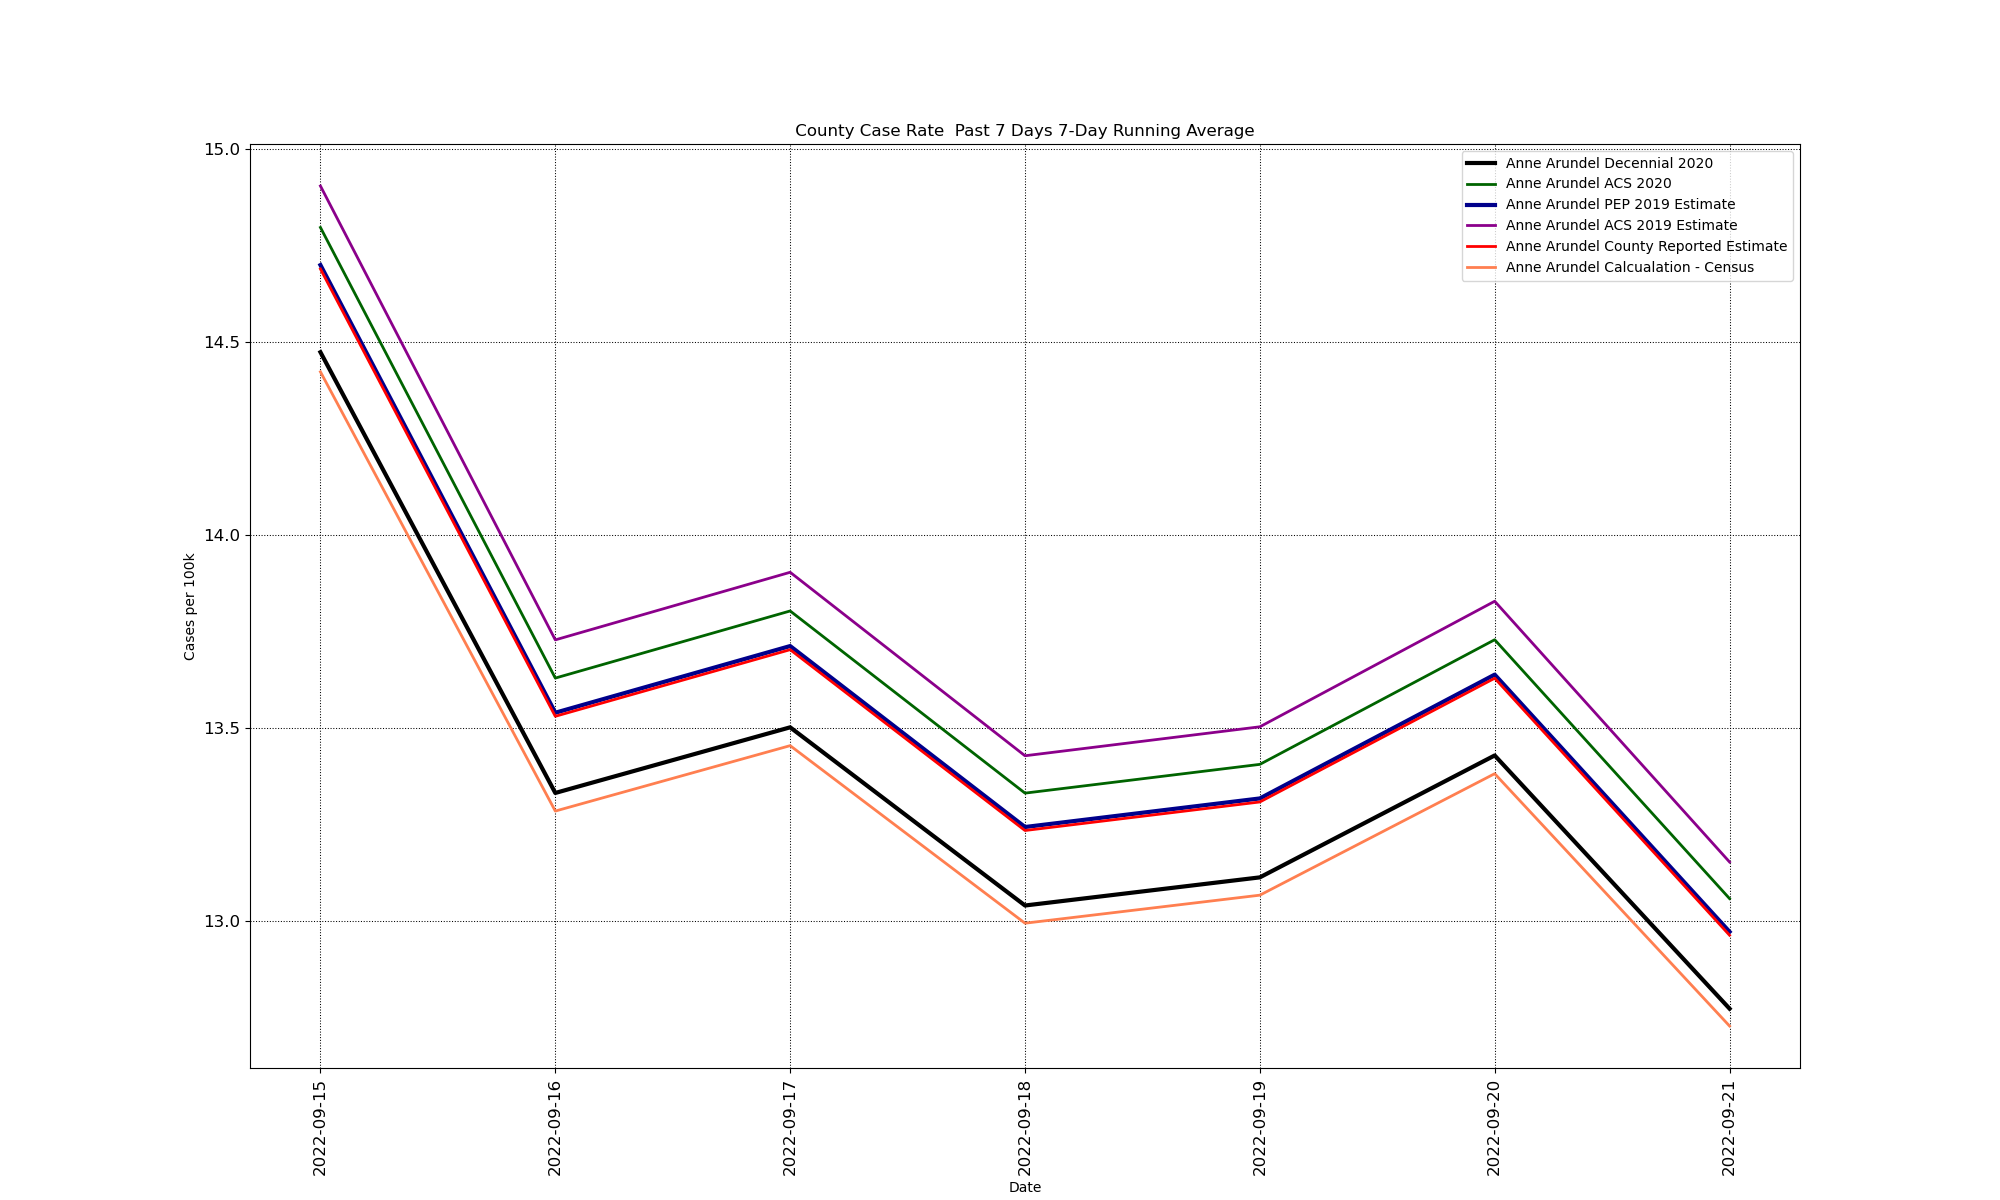 County Case Rate  Past 7 Days 7-Day Running Average
15.0
14.5
14.0
13.5
13.0
Cases per 100k
Anne Arundel Decennial 2020
Anne Arundel ACS 2020
Anne Arundel PEP 2019 Estimate
Anne Arundel ACS 2019 Estimate
Anne Arundel County Reported Estimate
Anne Arundel Calcualation - Census
2022-09-15
2022-09-16
2022-09-17
2022-09-18
2022-09-19
2022-09-20
2022-09-21
Date